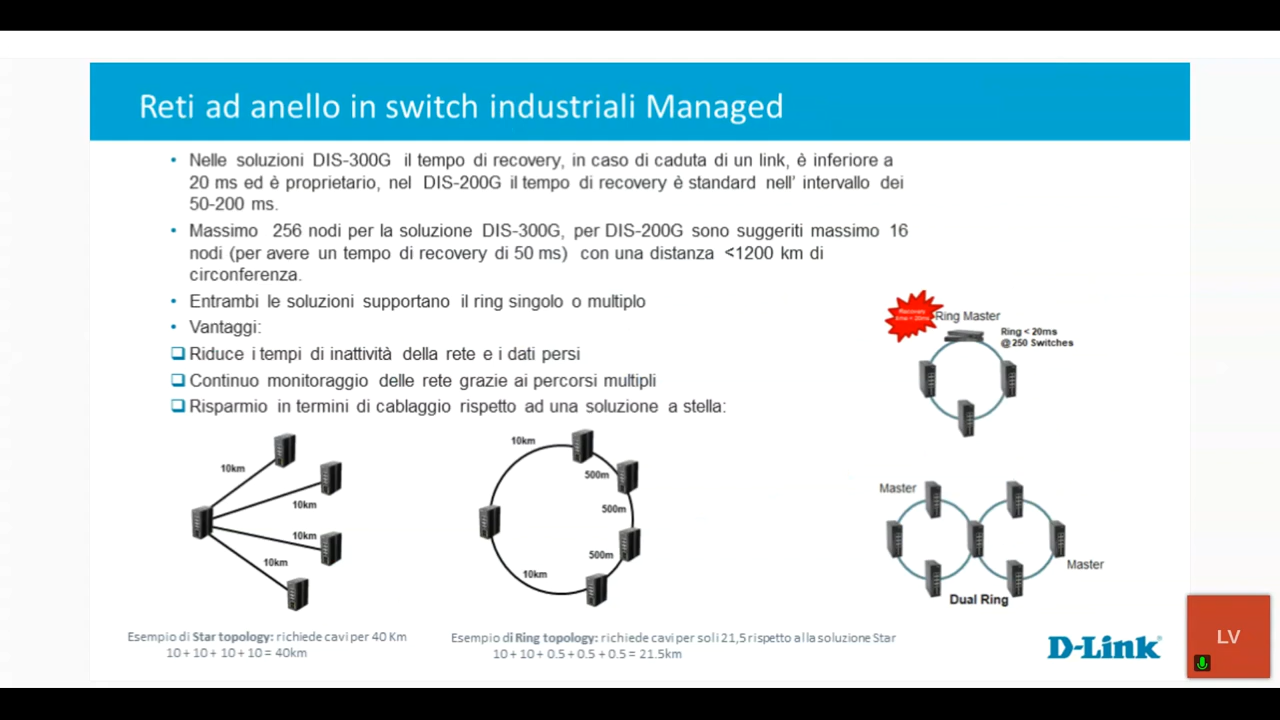 Reti ad anello in switch industriali Managed
• Nelle soluzioni DIS-300G il tempo di recovery, in caso di caduta di un link, è inferiore a
20 ms ed è proprietario, nel DIS-200G il tempo di recovery è standard nell' intervallo dei
50-200 ms.
• Massimo 256 nodi per la soluzione DIS-300G, per DIS-200G sono suggeriti massimo 16
nodi (per avere un tempo di recovery di 50 ms) con una distanza <1200 km di
circonferenza.
• Entrambi le soluzioni supportano il ring singolo o multiplo
• Vantaggi:
❑ Riduce i tempi di inattività della rete e i dati persi
❑ Continuo monitoraggio delle rete grazie ai percorsi multipli
❑ Risparmio in termini di cablaggio rispetto ad una soluzione a stella:
10km
10km
10km
10km
Esempio di Star topology: richiede cavi per 40 Km
10 + 10 + 10 + 10 = 40km
10km
500m
500m
500m
10km
Esempio di Ring topology: richiede cavi per soli 21,5 rispetto alla soluzione Star
10 + 10 + 0.5 + 0.5 + 0.5 = 21.5km
Recovery
time < 20ms
Ring Master
Ring < 20ms
@250 Switches
Master
Master
Dual Ring
D-Link
LV